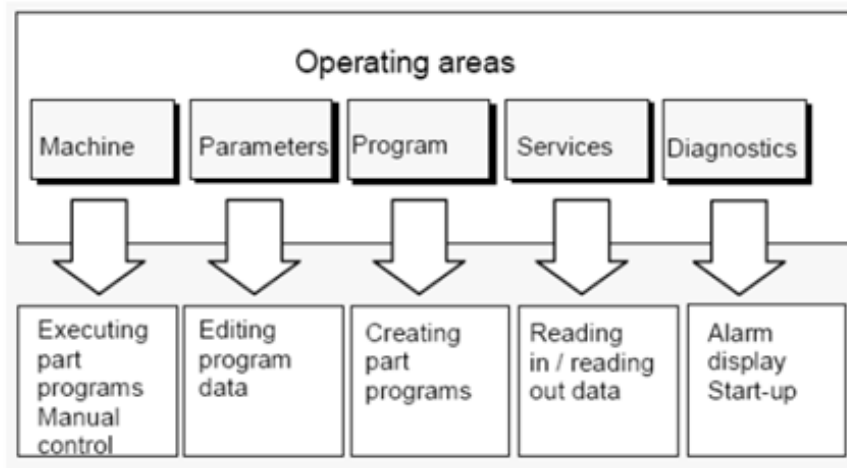 Operating areas
Machine
Parameters
Program
Services
Diagnostics
Executing
part
programs
Manual
control
Editing
program
data
Creating
part
programs
Reading
in / reading
out data
Alarm
display
Start-up